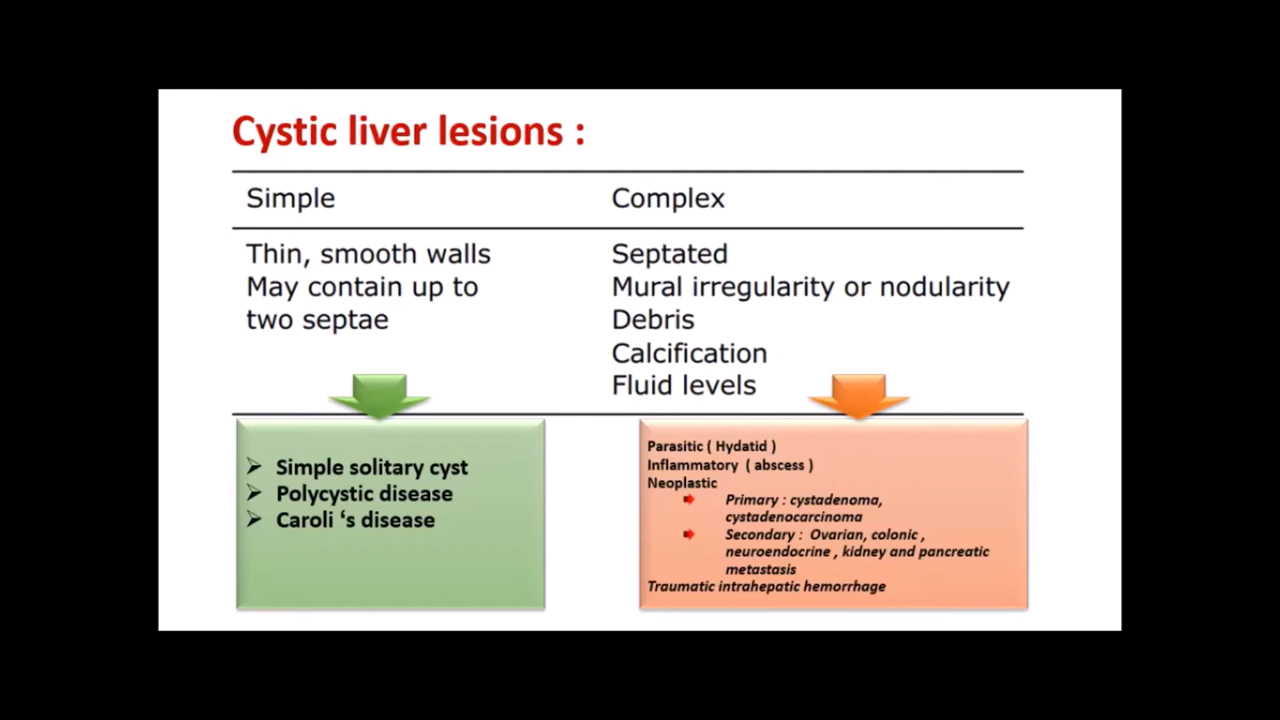 Cystic liver lesions :
Simple
Complex
Thin, smooth walls
May contain up to
two septae
Septated
Mural irregularity or nodularity
Debris
Calcification
Fluid levels
Simple solitary cyst
Polycystic disease
Caroli ‘s disease
Parasitic ( Hydatid )
Inflammatory ( abscess )
Neoplastic
Primary : cystadenoma,
cystadenocarcinoma
Secondary : Ovarian, colonic ,
neuroendocrine , kidney and pancreatic
metastasis
Traumatic intrahepatic hemorrhage